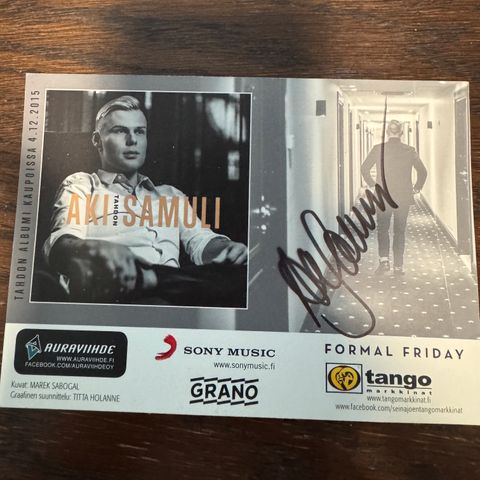 TAHDON ALBUMI KAUPOISSA 4.12.2015
AKI SAMULI
TAHDON
AURAVIIHDE
WWW.AURAVIIHDE.FI
FACEBOOK.COM/AURAVIIHDEOY
SONY MUSIC
www.sonymusic.fi
GRANO
FORMAL FRIDAY
tango
markkinat
www.tangomarkkinat.fi
www.facebook.com/seinajoentangomarkkinat
Kuvat: MAREK SABOGAL
Graafinen suunnittelu: TITTA HOLANNE